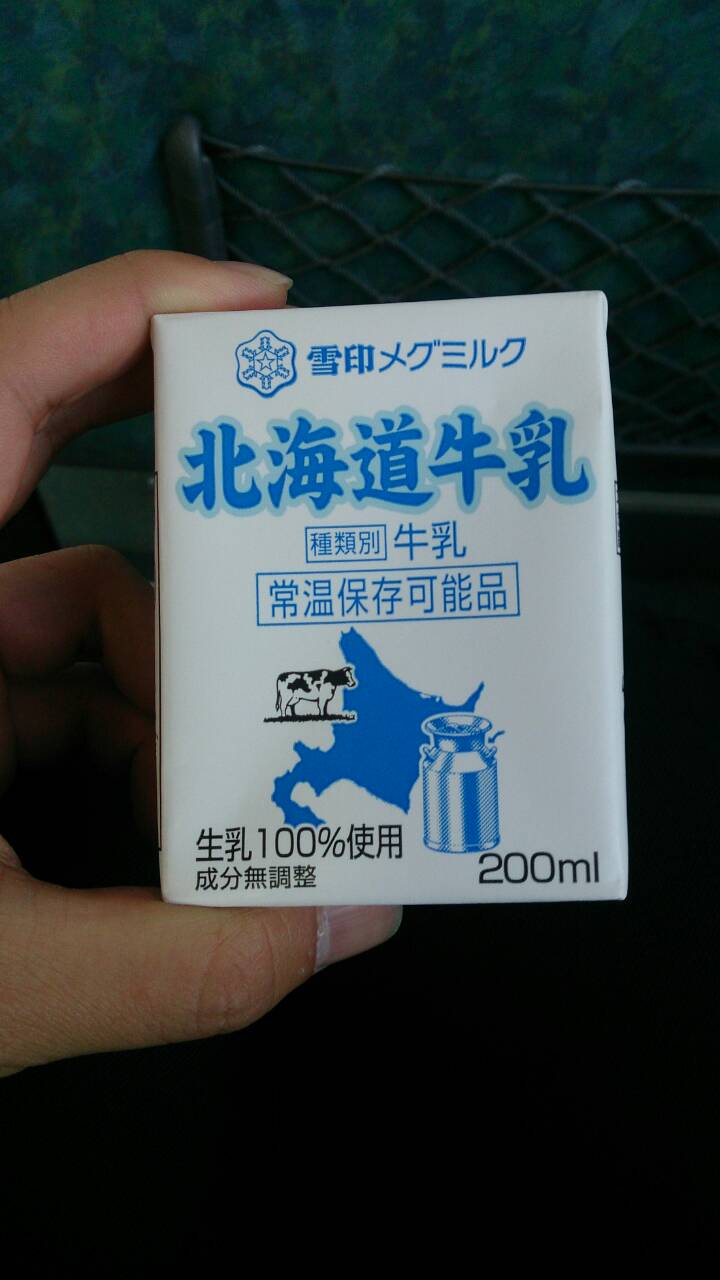 雪印メグミルク
北海道牛乳
種類別 牛乳
常温保存可能品
生乳100%使用
成分無調整
200ml